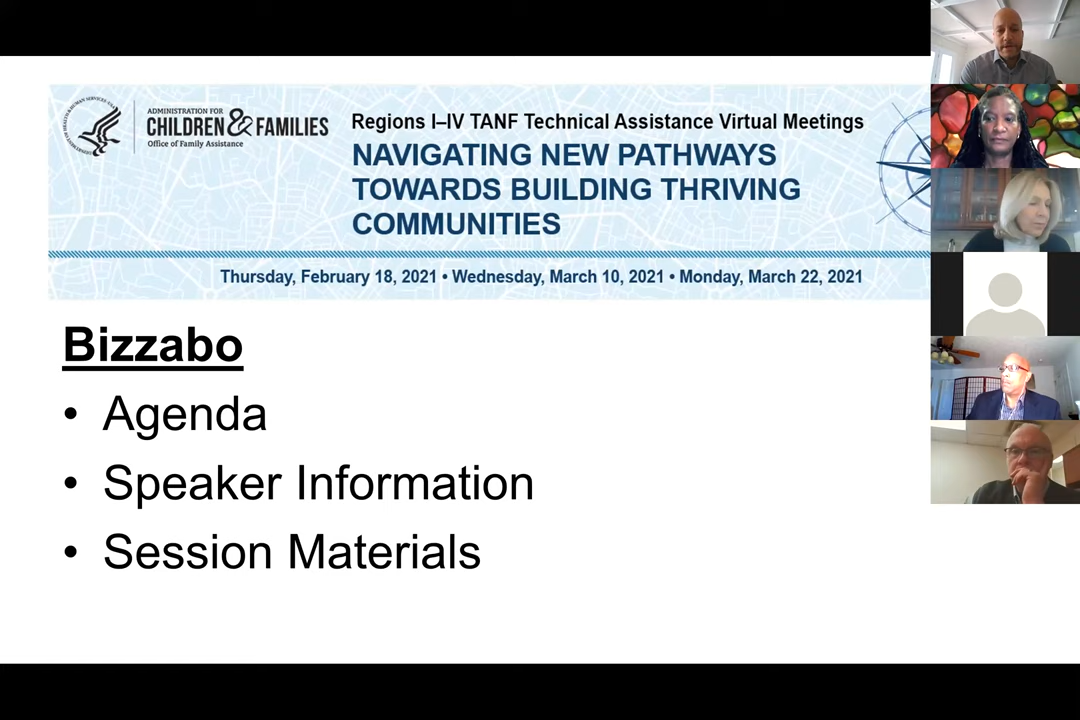 ADMINISTRATION FOR
CHILDREN & FAMILIES
Office of Family Assistance
Regions I–IV TANF Technical Assistance Virtual Meetings
NAVIGATING NEW PATHWAYS
TOWARDS BUILDING THRIVING
COMMUNITIES
Thursday, February 18, 2021 • Wednesday, March 10, 2021 • Monday, March 22, 2021
Bizzabo
• Agenda
• Speaker Information
• Session Materials